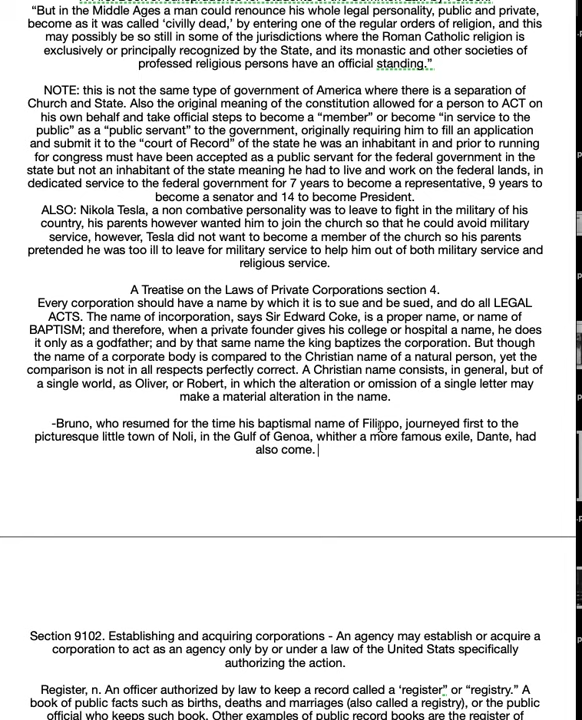 “But in the Middle Ages a man could renounce his whole legal personality, public and private,
become as it was called ‘civilly dead,’ by entering one of the regular orders of religion, and this
may possibly be so still in some of the jurisdictions where the Roman Catholic religion is
exclusively or principally recognized by the State, and its monastic and other societies of
professed religious persons have an official standing.”
NOTE: this is not the same type of government of America where there is a separation of
Church and State. Also the original meaning of the constitution allowed for a person to ACT on
his own behalf and take official steps to become a “member” or become “in service to the
public” as a “public servant” to the government, originally requiring him to fill an application
and submit it to the “court of Record” of the state he was an inhabitant in and prior to running
for congress must have been accepted as a public servant for the federal government in the
state but not an inhabitant of the state meaning he had to live and work on the federal lands, in
dedicated service to the federal government for 7 years to become a representative, 9 years to
become a senator and 14 to become President.
ALSO: Nikola Tesla, a non combative personality was to leave to fight in the military of his
country, his parents however wanted him to join the church so that he could avoid military
service, however, Tesla did not want to become a member of the church so his parents
pretended he was too ill to leave for military service to help him out of both military service and
religious service.
A Treatise on the Laws of Private Corporations section 4.
Every corporation should have a name by which it is to sue and be sued, and do all LEGAL
ACTS. The name of incorporation, says Sir Edward Coke, is a proper name, or name of
BAPTISM; and therefore, when a private founder gives his college or hospital a name, he does
it only as a godfather; and by that same name the king baptizes the corporation. But though
the name of a corporate body is compared to the Christian name of a natural person, yet the
comparison is not in all respects perfectly correct. A Christian name consists, in general, but of
a single world, as Oliver, or Robert, in which the alteration or omission of a single letter may
make a material alteration in the name.
-Bruno, who resumed for the time his baptismal name of Filippo, journeyed first to the
picturesque little town of Noli, in the Gulf of Genoa, whither a more famous exile, Dante, had
also come.
Section 9102. Establishing and acquiring corporations - An agency may establish or acquire a
corporation to act as an agency only by or under a law of the United Stats specifically
authorizing the action.
Register, n. An officer authorized by law to keep a record called a ‘register” or “registry.” A
book of public facts such as births, deaths and marriages (also called a registry), or the public
official who keeps such book. Other examples of public record books are the register of